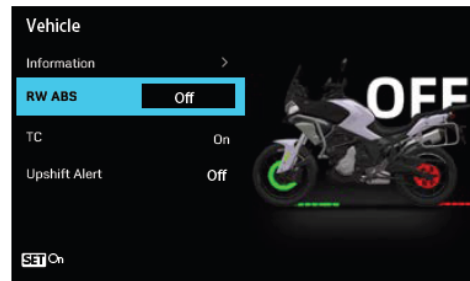 Vehicle
Information >
RW ABS Off
TC On
Upshift Alert Off
OFF
SET On